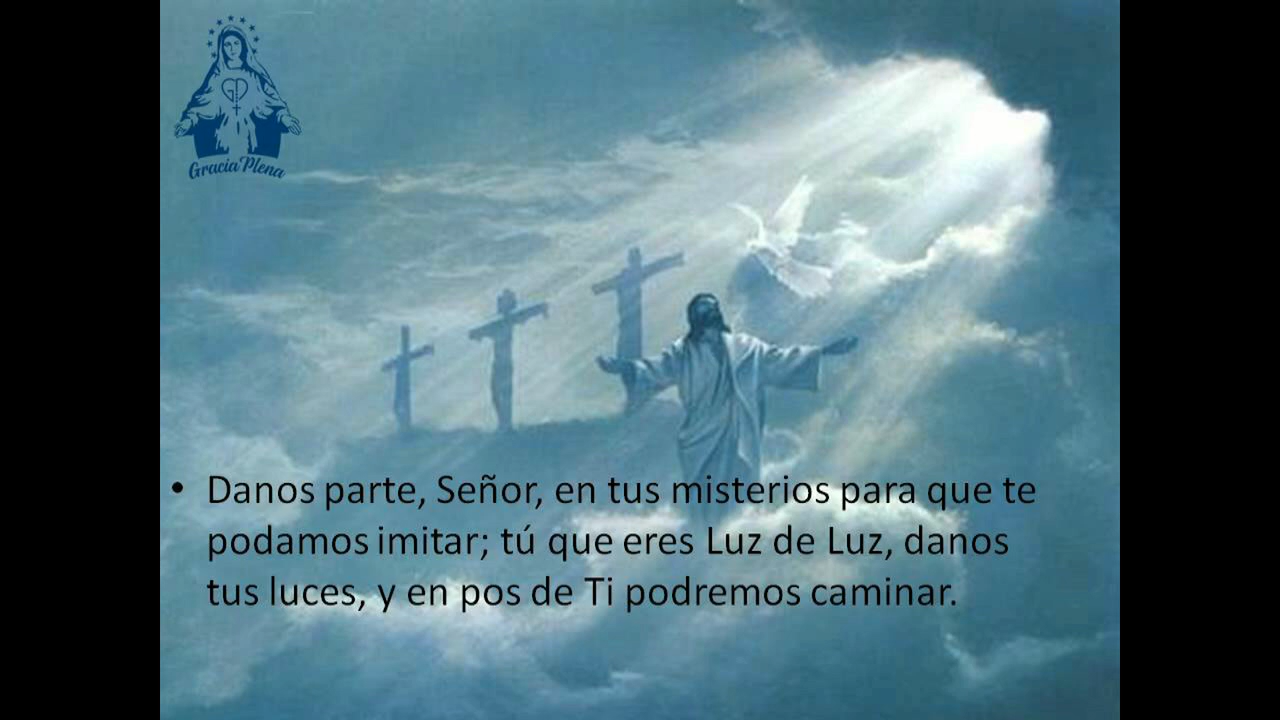 Gracia Plena
• Danos parte, Señor, en tus misterios para que te
podamos imitar; tú que eres Luz de Luz, danos
tus luces, y en pos de Ti podremos caminar.